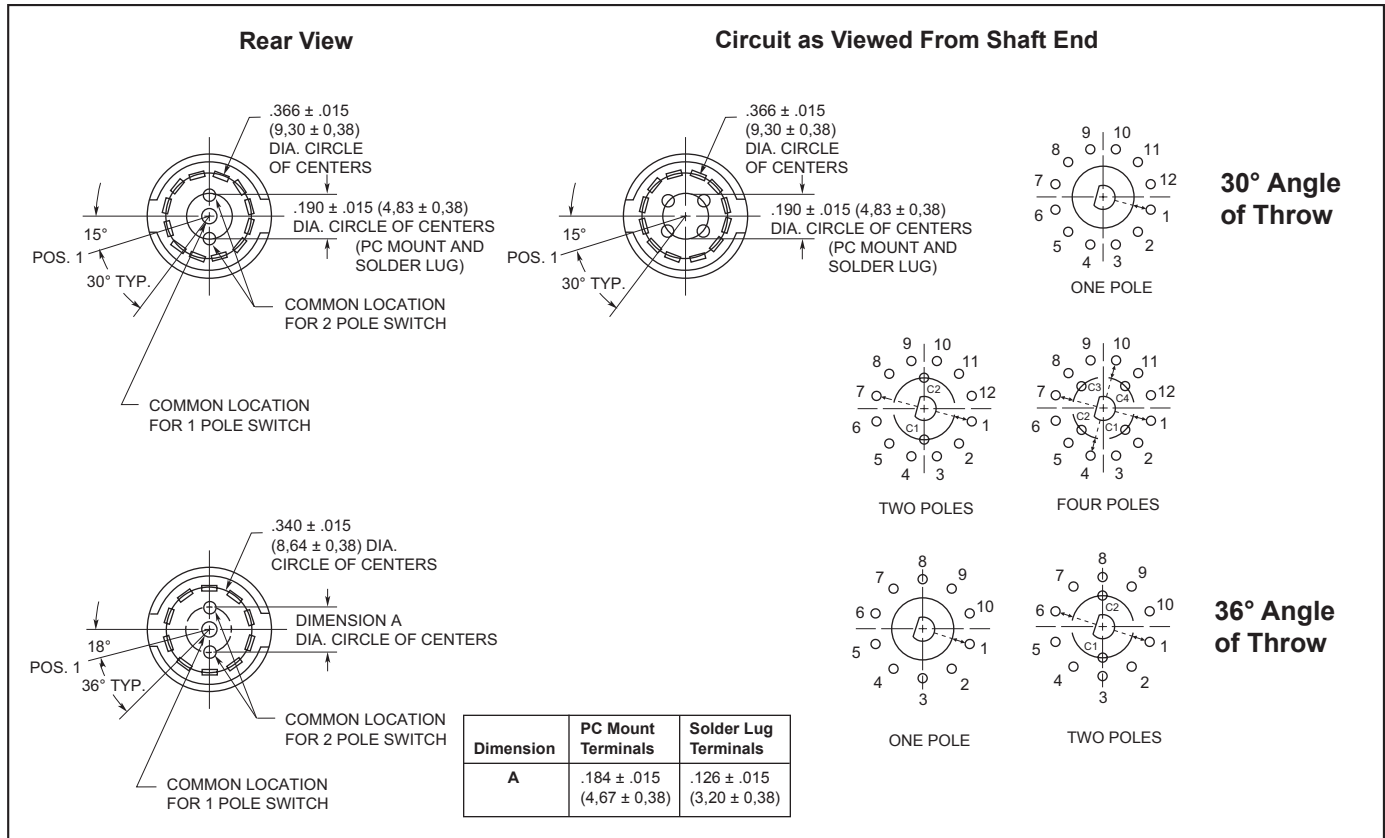 Rear View
Circuit as Viewed From Shaft End
.366 ± .015
(9,30 ± 0,38)
DIA. CIRCLE
OF CENTERS
.190 ± .015 (4,83 ± 0,38)
DIA. CIRCLE OF CENTERS
(PC MOUNT AND
SOLDER LUG)
15°
POS. 1
30° TYP.
COMMON LOCATION
FOR 2 POLE SWITCH
COMMON LOCATION
FOR 1 POLE SWITCH
.366 ± .015
(9,30 ± 0,38)
DIA. CIRCLE
OF CENTERS
.190 ± .015 (4,83 ± 0,38)
DIA. CIRCLE OF CENTERS
(PC MOUNT AND
SOLDER LUG)
15°
POS. 1
30° TYP.
9 10
8 11
7 12
6 1
5 2
4 3
ONE POLE
30° Angle
of Throw
9 10
8 11
C2
7 12
6 1
C1
5 2
4 3
TWO POLES
9 10
8 11
C3 C4
7 12
6 1
C2 C1
5 2
4 3
FOUR POLES
.340 ± .015
(8,64 ± 0,38) DIA.
CIRCLE OF CENTERS
DIMENSION A
DIA. CIRCLE OF CENTERS
18°
POS. 1
36° TYP.
COMMON LOCATION
FOR 2 POLE SWITCH
COMMON LOCATION
FOR 1 POLE SWITCH
Dimension
PC Mount
Terminals
Solder Lug
Terminals
A
.184 ± .015
(4,67 ± 0,38)
.126 ± .015
(3,20 ± 0,38)
8
7 9
6 10
5 1
4 2
3
ONE POLE
8
7 9
C2
6 10
5 1
C1
4 2
3
TWO POLES
36° Angle
of Throw